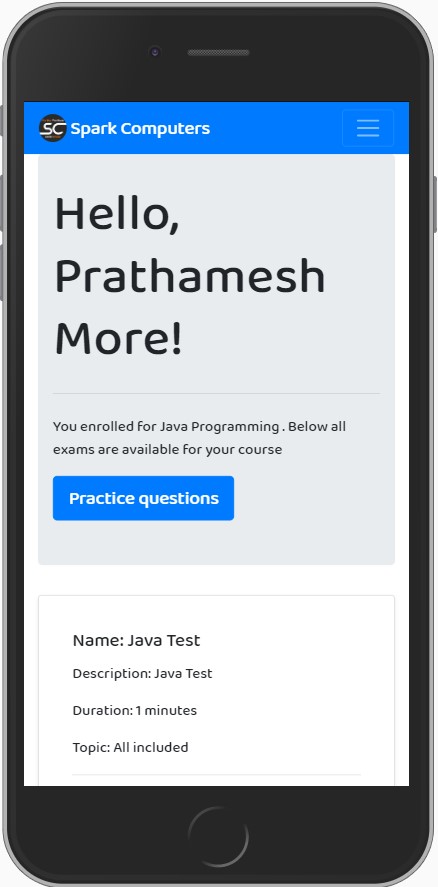 SC Spark Computers
Hello,
Prathamesh
More!
You enrolled for Java Programming . Below all
exams are available for your course
Practice questions
Name: Java Test
Description: Java Test
Duration: 1 minutes
Topic: All included